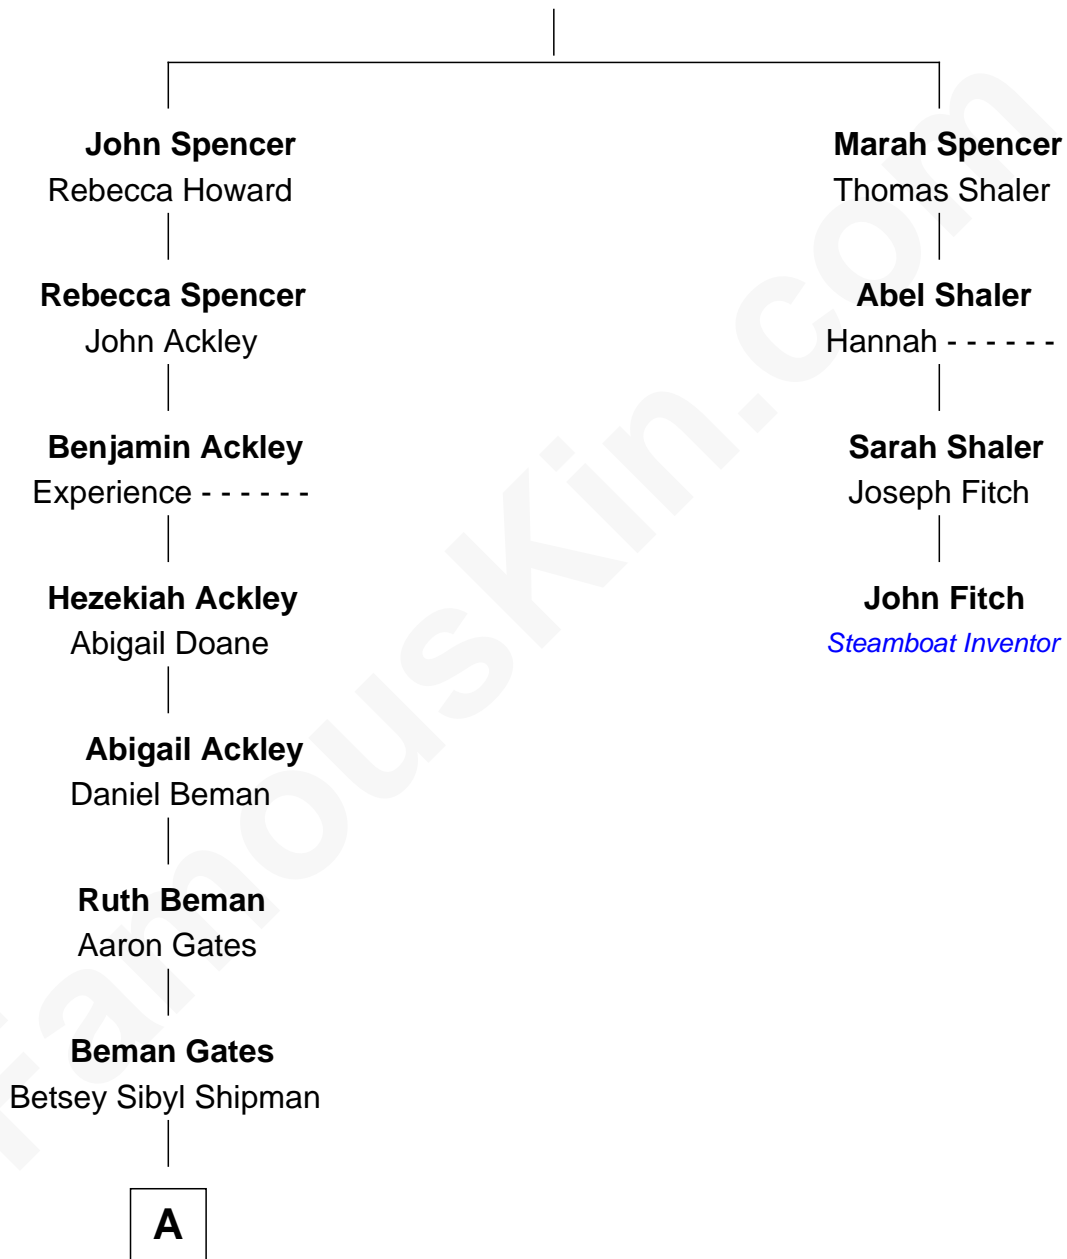 John Spencer
Rebecca Howard
Rebecca Spencer
John Ackley
Benjamin Ackley
Experience - - - - - -
Hezekiah Ackley
Abigail Doane
Abigail Ackley
Daniel Beman
Ruth Beman
Aaron Gates
Beman Gates
Betsey Sibyl Shipman
A
Marah Spencer
Thomas Shaler
Abel Shaler
Hannah - - - - - -
Sarah Shaler
Joseph Fitch
John Fitch
Steamboat Inventor
FamousKin.com